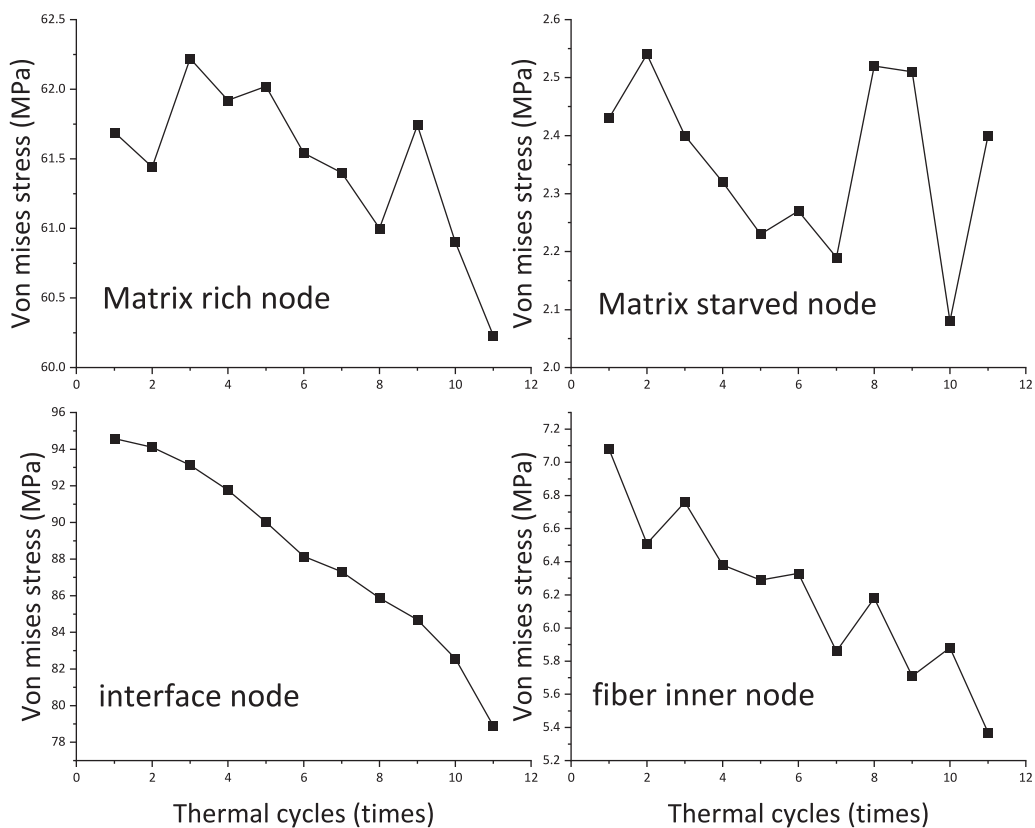 Von mises stress (MPa)
62.5
62.0
61.5
61.0
60.5
60.0
0 2 4 6 8 10 12
Matrix rich node
Von mises stress (MPa)
2.6
2.5
2.4
2.3
2.2
2.1
2.0
0 2 4 6 8 10 12
Matrix starved node
Von mises stress (MPa)
96
94
92
90
88
86
84
82
80
78
0 2 4 6 8 10 12
interface node
Thermal cycles (times)
Von mises stress (MPa)
7.2
7.0
6.8
6.6
6.4
6.2
6.0
5.8
5.6
5.4
5.2
0 2 4 6 8 10 12
fiber inner node
Thermal cycles (times)